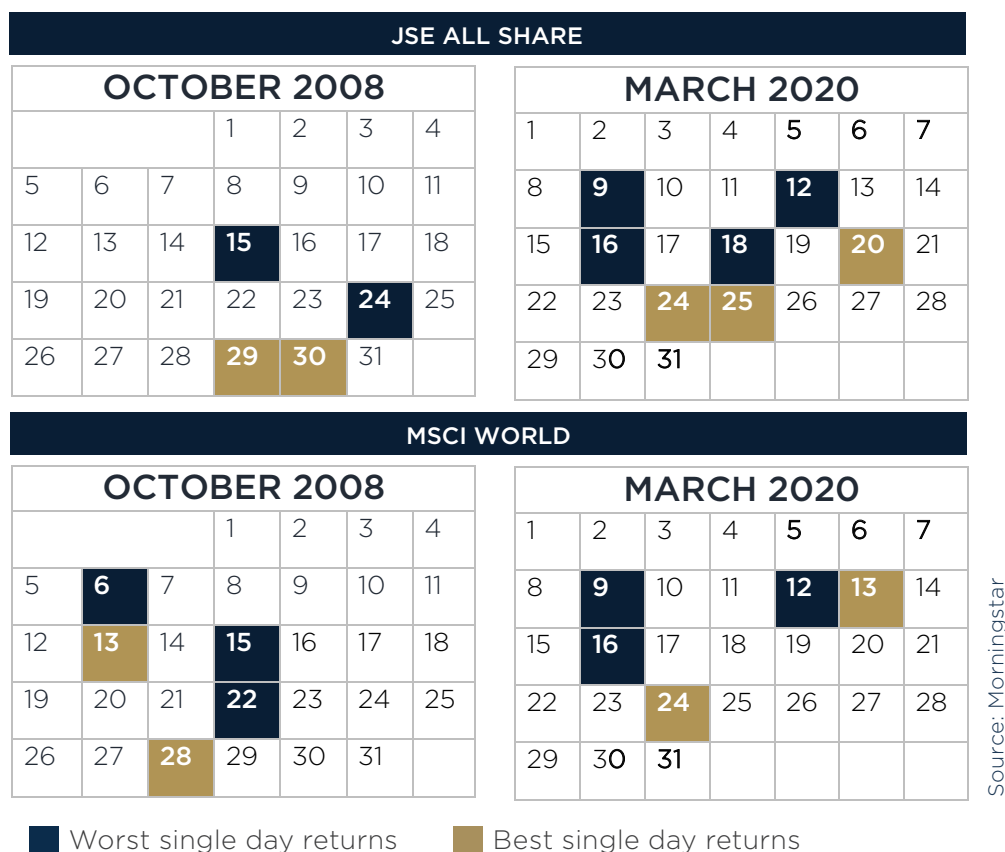 JSE ALL SHARE
OCTOBER 2008
1 2 3 4
5 6 7 8 9 10 11
12 13 14 15 16 17 18
19 20 21 22 23 24 25
26 27 28 29 30 31
MARCH 2020
1 2 3 4 5 6 7
8 9 10 11 12 13 14
15 16 17 18 19 20 21
22 23 24 25 26 27 28
29 30 31
MSCI WORLD
OCTOBER 2008
1 2 3 4
5 6 7 8 9 10 11
12 13 14 15 16 17 18
19 20 21 22 23 24 25
26 27 28 29 30 31
MARCH 2020
1 2 3 4 5 6 7
8 9 10 11 12 13 14
15 16 17 18 19 20 21
22 23 24 25 26 27 28
29 30 31
Source: Morningstar
Worst single day returns
Best single day returns